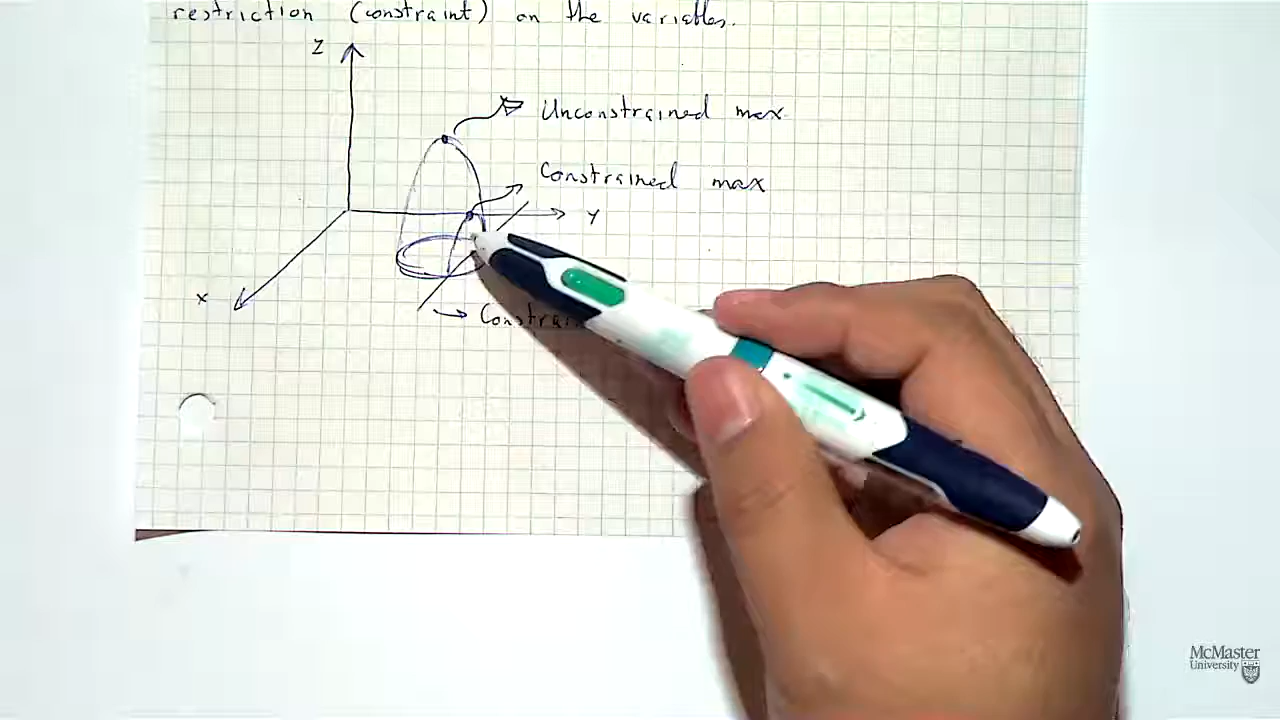 restriction (constraint) on the variables.
Z
Unconstrained max.
Constrained max
Y
X
McMaster
University